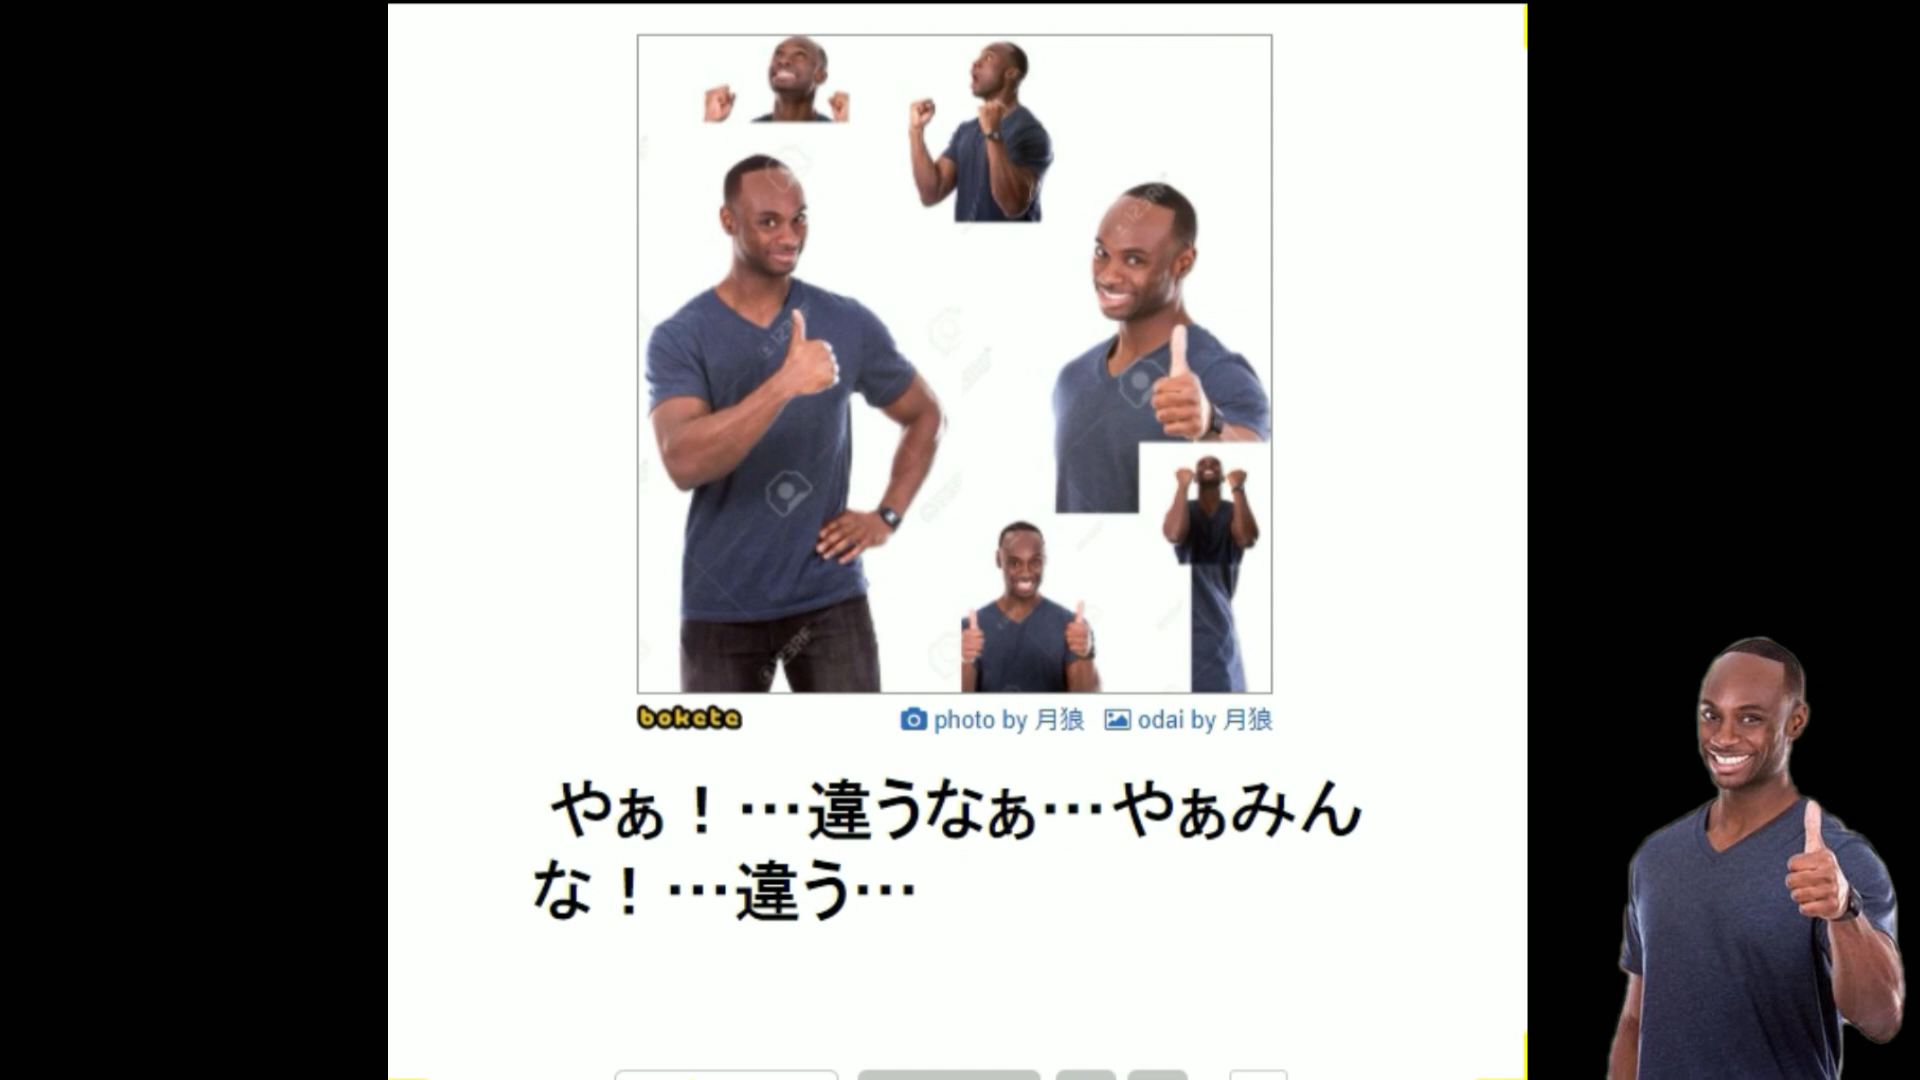 bokete
photo by 月狼 odai by 月狼
やぁ！…違うなぁ…やぁみん
な！…違う…